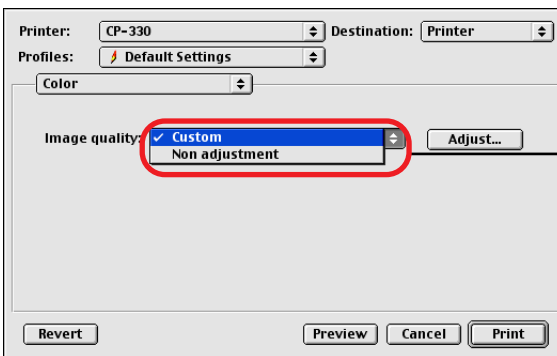 Printer: CP-330 Destination: Printer
Profiles: Default Settings
Color
Image quality: ✓ Custom Adjust...
Non adjustment
Revert Preview Cancel Print